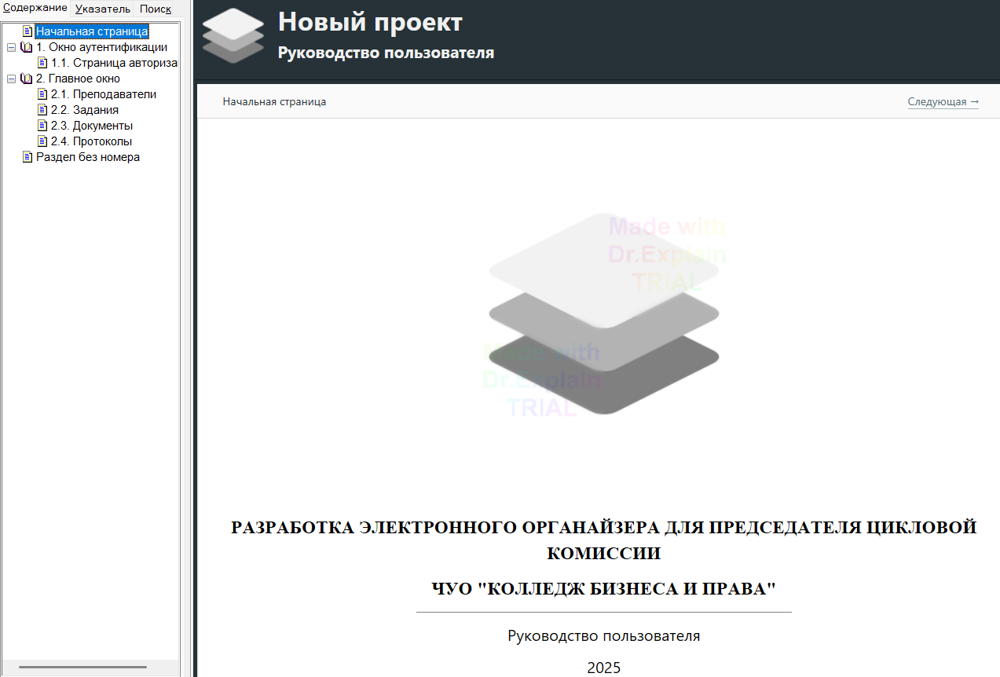 Содержание Указатель Поиск
Начальная страница
1. Окно аутентификации
1.1. Страница авториза
2. Главное окно
2.1. Преподаватели
2.2. Задания
2.3. Документы
2.4. Протоколы
Раздел без номера
Новый проект
Руководство пользователя
Начальная страница
Следующая →
Made with
Dr.Explain
TRIAL
Made with
Dr.Explain
TRIAL
РАЗРАБОТКА ЭЛЕКТРОННОГО ОРГАНАЙЗЕРА ДЛЯ ПРЕДСЕДАТЕЛЯ ЦИКЛОВОЙ
КОМИССИИ
ЧУО "КОЛЛЕДЖ БИЗНЕСА И ПРАВА"
Руководство пользователя
2025